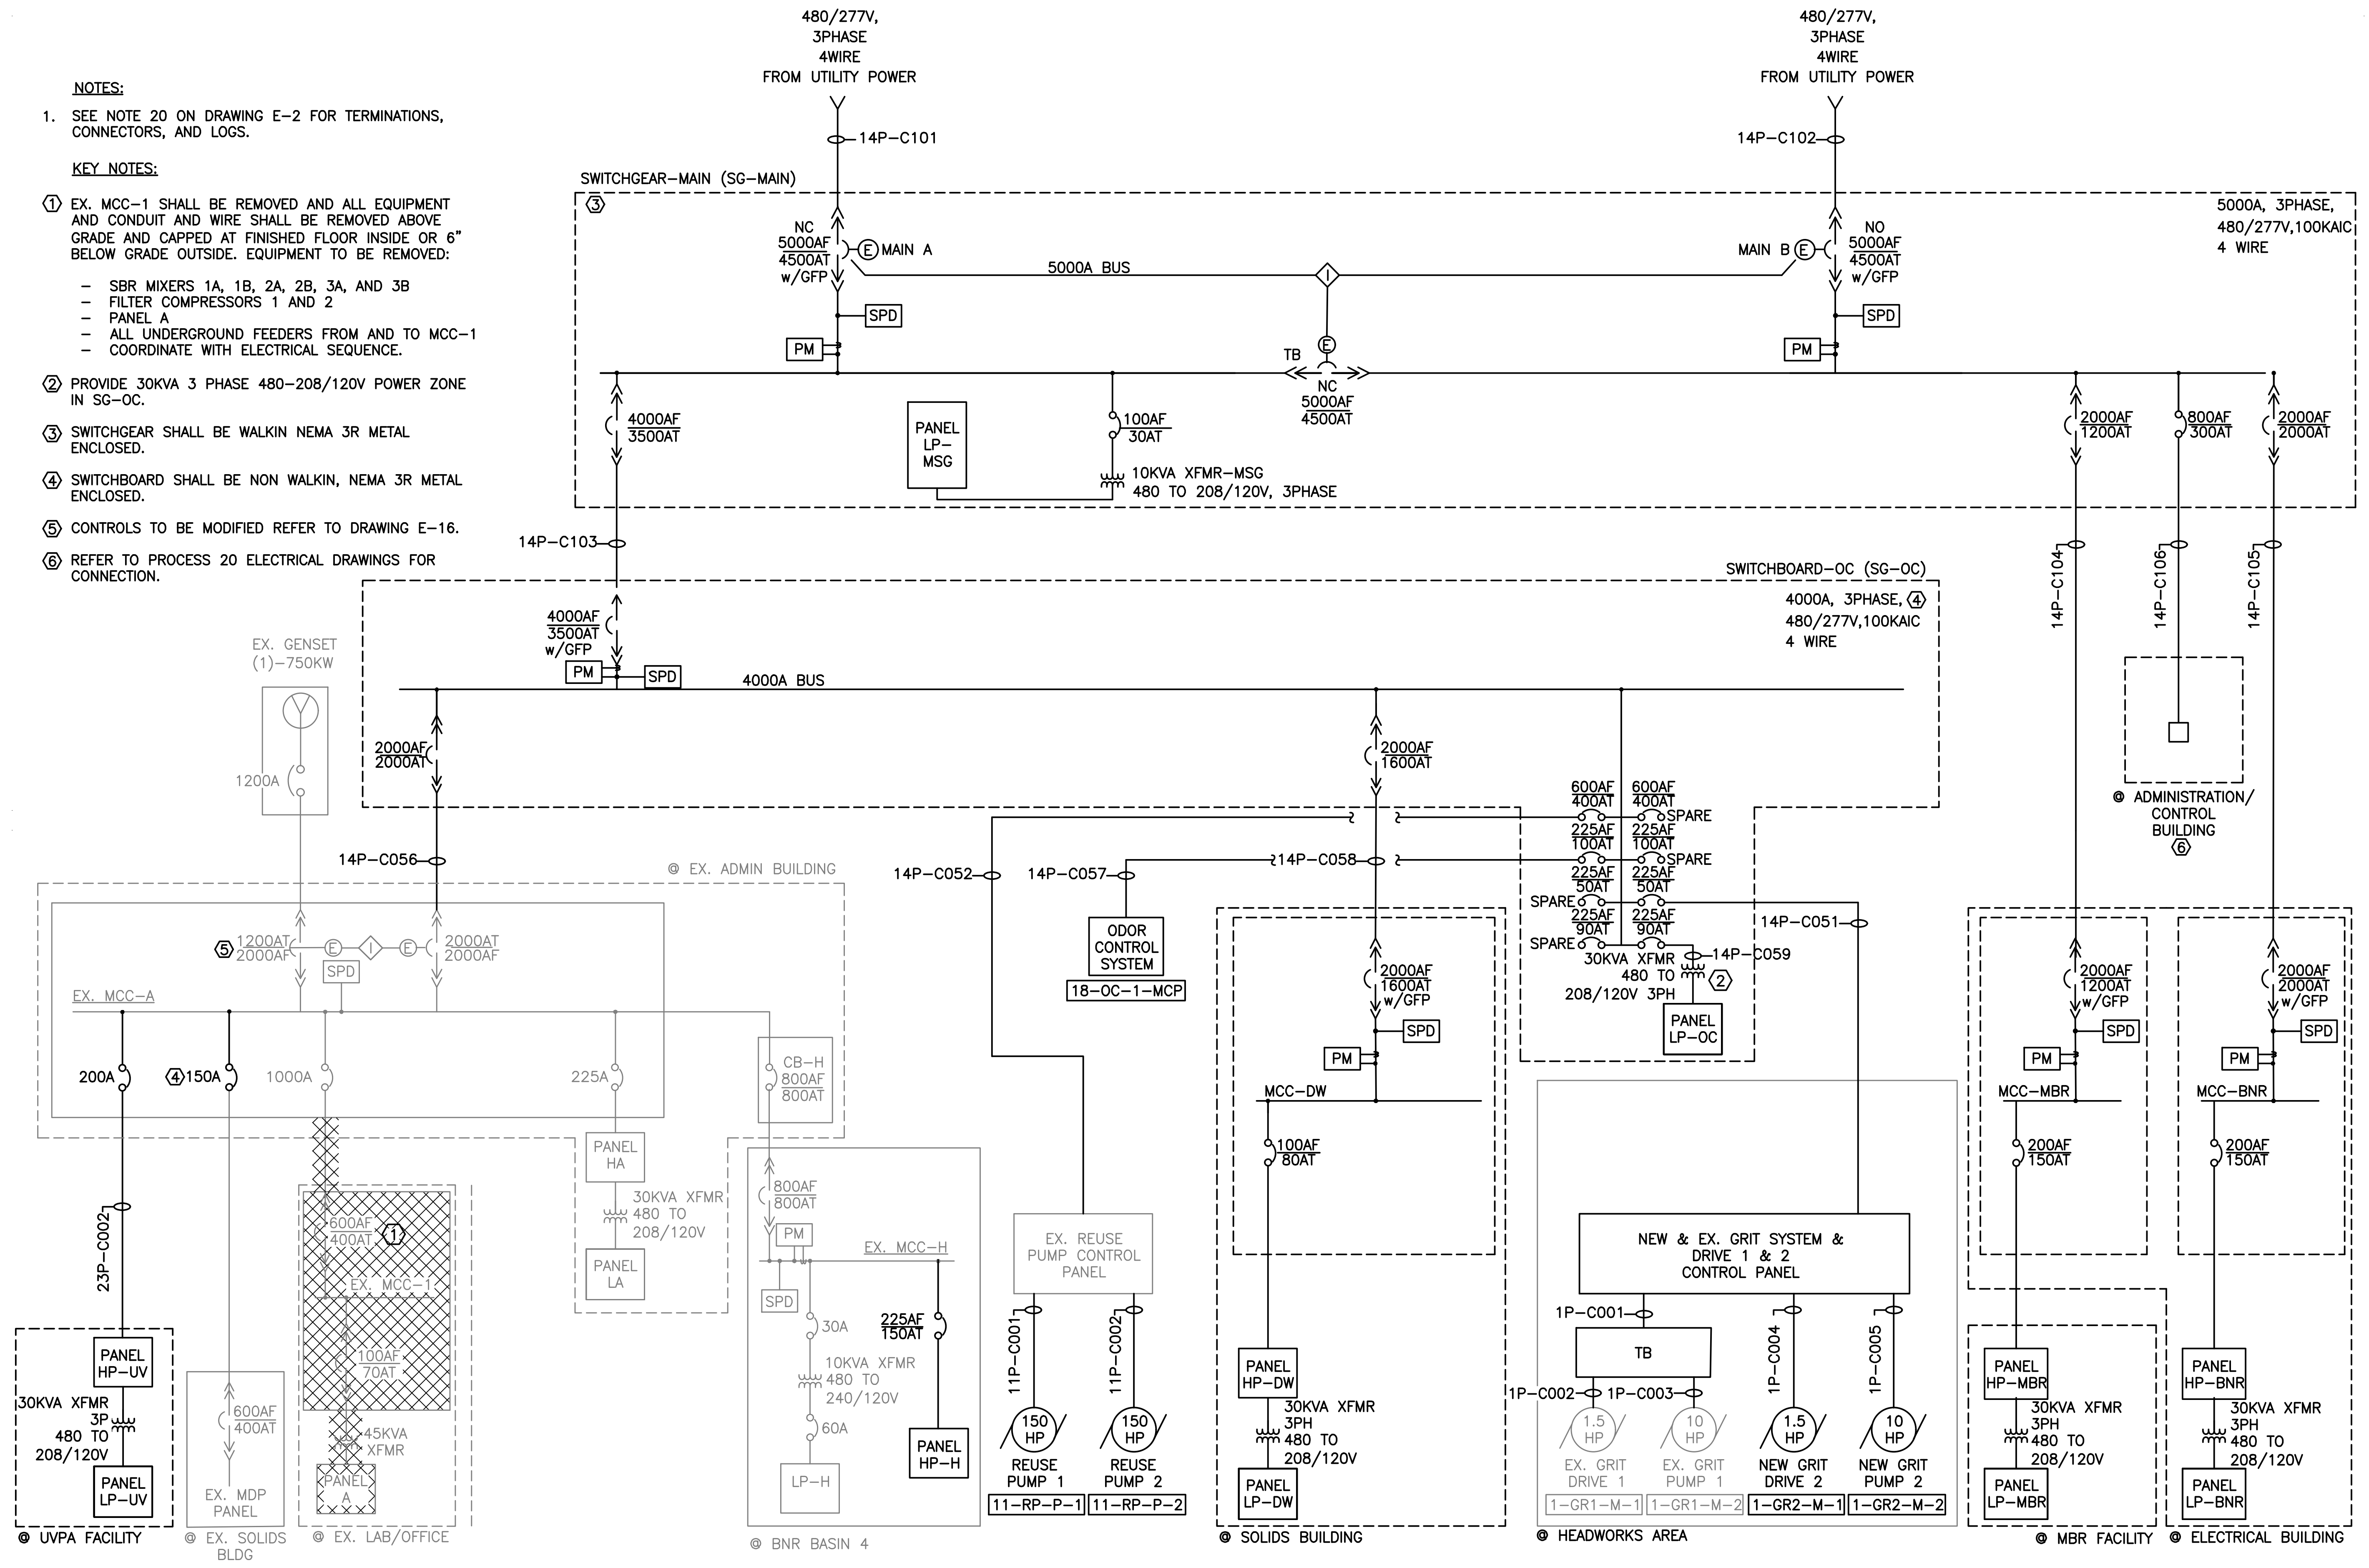 480/277V,
3PHASE
4WIRE
FROM UTILITY POWER
480/277V,
3PHASE
4WIRE
FROM UTILITY POWER
NOTES:
1. SEE NOTE 20 ON DRAWING E-2 FOR TERMINATIONS,
CONNECTORS, AND LOGS.
KEY NOTES:
1 EX. MCC-1 SHALL BE REMOVED AND ALL EQUIPMENT
AND CONDUIT AND WIRE SHALL BE REMOVED ABOVE
GRADE AND CAPPED AT FINISHED FLOOR INSIDE OR 6"
BELOW GRADE OUTSIDE. EQUIPMENT TO BE REMOVED:
- SBR MIXERS 1A, 1B, 2A, 2B, 3A, AND 3B
- FILTER COMPRESSORS 1 AND 2
- PANEL A
- ALL UNDERGROUND FEEDERS FROM AND TO MCC-1
- COORDINATE WITH ELECTRICAL SEQUENCE.
2 PROVIDE 30KVA 3 PHASE 480-208/120V POWER ZONE
IN SG-OC.
3 SWITCHGEAR SHALL BE WALKIN NEMA 3R METAL
ENCLOSED.
4 SWITCHBOARD SHALL BE NON WALKIN, NEMA 3R METAL
ENCLOSED.
5 CONTROLS TO BE MODIFIED REFER TO DRAWING E-16.
6 REFER TO PROCESS 20 ELECTRICAL DRAWINGS FOR
CONNECTION.
14P-C101
14P-C102
SWITCHGEAR-MAIN (SG-MAIN)
3
5000A, 3PHASE,
480/277V,100KAIC
4 WIRE
NC
5000AF
4500AT
w/GFP
E MAIN A
5000A BUS
I
MAIN B E
NO
5000AF
4500AT
w/GFP
SPD
PM
SPD
PM
E
TB
NC
5000AF
4500AT
4000AF
3500AT
PANEL
LP-
MSG
100AF
30AT
10KVA XFMR-MSG
480 TO 208/120V, 3PHASE
2000AF
1200AT
800AF
300AT
2000AF
2000AT
14P-C103
14P-C104
14P-C106
14P-C105
SWITCHBOARD-OC (SG-OC)
4000A, 3PHASE, 4
480/277V,100KAIC
4 WIRE
4000AF
3500AT
w/GFP
PM
SPD
4000A BUS
EX. GENSET
(1)-750KW
1200A
2000AF
2000AT
2000AF
1600AT
600AF
400AT
600AF
400AT
SPARE
225AF
100AT
225AF
100AT
SPARE
225AF
50AT
225AF
50AT
SPARE
225AF
90AT
225AF
90AT
SPARE
14P-C059
30KVA XFMR
480 TO
208/120V 3PH
2
PANEL
LP-OC
@ ADMINISTRATION/
CONTROL
BUILDING
6
14P-C056
14P-C052
14P-C057
14P-C058
14P-C051
@ EX. ADMIN BUILDING
5
1200AT
2000AF
E
I
E
2000AT
2000AF
SPD
EX. MCC-A
200A
4 150A
1000A
225A
CB-H
800AF
800AT
ODOR
CONTROL
SYSTEM
18-OC-1-MCP
2000AF
1600AT
w/GFP
SPD
PM
MCC-DW
100AF
80AT
2000AF
1200AT
w/GFP
SPD
PM
MCC-MBR
200AF
150AT
2000AF
2000AT
w/GFP
SPD
PM
MCC-BNR
200AF
150AT
PANEL
HA
30KVA XFMR
480 TO
208/120V
PANEL
LA
800AF
800AT
PM
EX. MCC-H
SPD
30A
10KVA XFMR
480 TO
240/120V
60A
LP-H
225AF
150AT
PANEL
HP-H
@ BNR BASIN 4
23P-C002
PANEL
HP-UV
30KVA XFMR
3P
480 TO
208/120V
PANEL
LP-UV
@ UVPA FACILITY
600AF
400AT
EX. MDP
PANEL
@ EX. SOLIDS
BLDG
600AF
400AT
1
EX. MCC-1
100AF
70AT
45KVA
XFMR
PANEL
A
@ EX. LAB/OFFICE
EX. REUSE
PUMP CONTROL
PANEL
11P-C001
11P-C002
150
HP
150
HP
REUSE
PUMP 1
REUSE
PUMP 2
11-RP-P-1
11-RP-P-2
PANEL
HP-DW
30KVA XFMR
3PH
480 TO
208/120V
PANEL
LP-DW
@ SOLIDS BUILDING
NEW & EX. GRIT SYSTEM &
DRIVE 1 & 2
CONTROL PANEL
1P-C001
TB
1P-C002
1P-C003
1P-C004
1P-C005
1.5
HP
10
HP
1.5
HP
10
HP
EX. GRIT
DRIVE 1
EX. GRIT
PUMP 1
NEW GRIT
DRIVE 2
NEW GRIT
PUMP 2
1-GR1-M-1
1-GR1-M-2
1-GR2-M-1
1-GR2-M-2
@ HEADWORKS AREA
PANEL
HP-MBR
30KVA XFMR
3PH
480 TO
208/120V
PANEL
LP-MBR
@ MBR FACILITY
PANEL
HP-BNR
30KVA XFMR
3PH
480 TO
208/120V
PANEL
LP-BNR
@ ELECTRICAL BUILDING